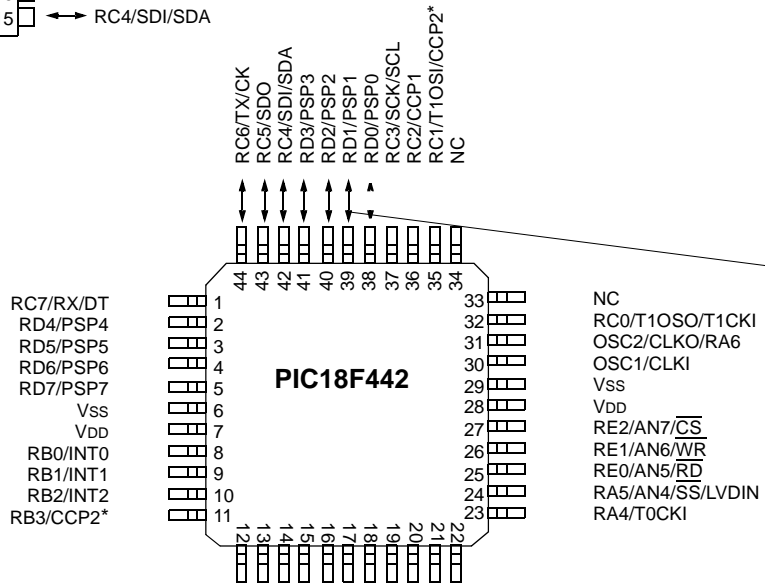 5 RC4/SDI/SDA
RC6/TX/CK
RC5/SDO
RC4/SDI/SDA
RD3/PSP3
RD2/PSP2
RD1/PSP1
RD0/PSP0
RC3/SCK/SCL
RC2/CCP1
RC1/T1OSI/CCP2*
NC
44 43 42 41 40 39 38 37 36 35 34
RC7/RX/DT 1
RD4/PSP4 2
RD5/PSP5 3
RD6/PSP6 4
RD7/PSP7 5
VSS 6
VDD 7
RB0/INT0 8
RB1/INT1 9
RB2/INT2 10
RB3/CCP2* 11
PIC18F442
33 NC
32 RC0/T1OSO/T1CKI
31 OSC2/CLKO/RA6
30 OSC1/CLKI
29 VSS
28 VDD
27 RE2/AN7/CS
26 RE1/AN6/WR
25 RE0/AN5/RD
24 RA5/AN4/SS/LVDIN
23 RA4/T0CKI
12 13 14 15 16 17 18 19 20 21 22